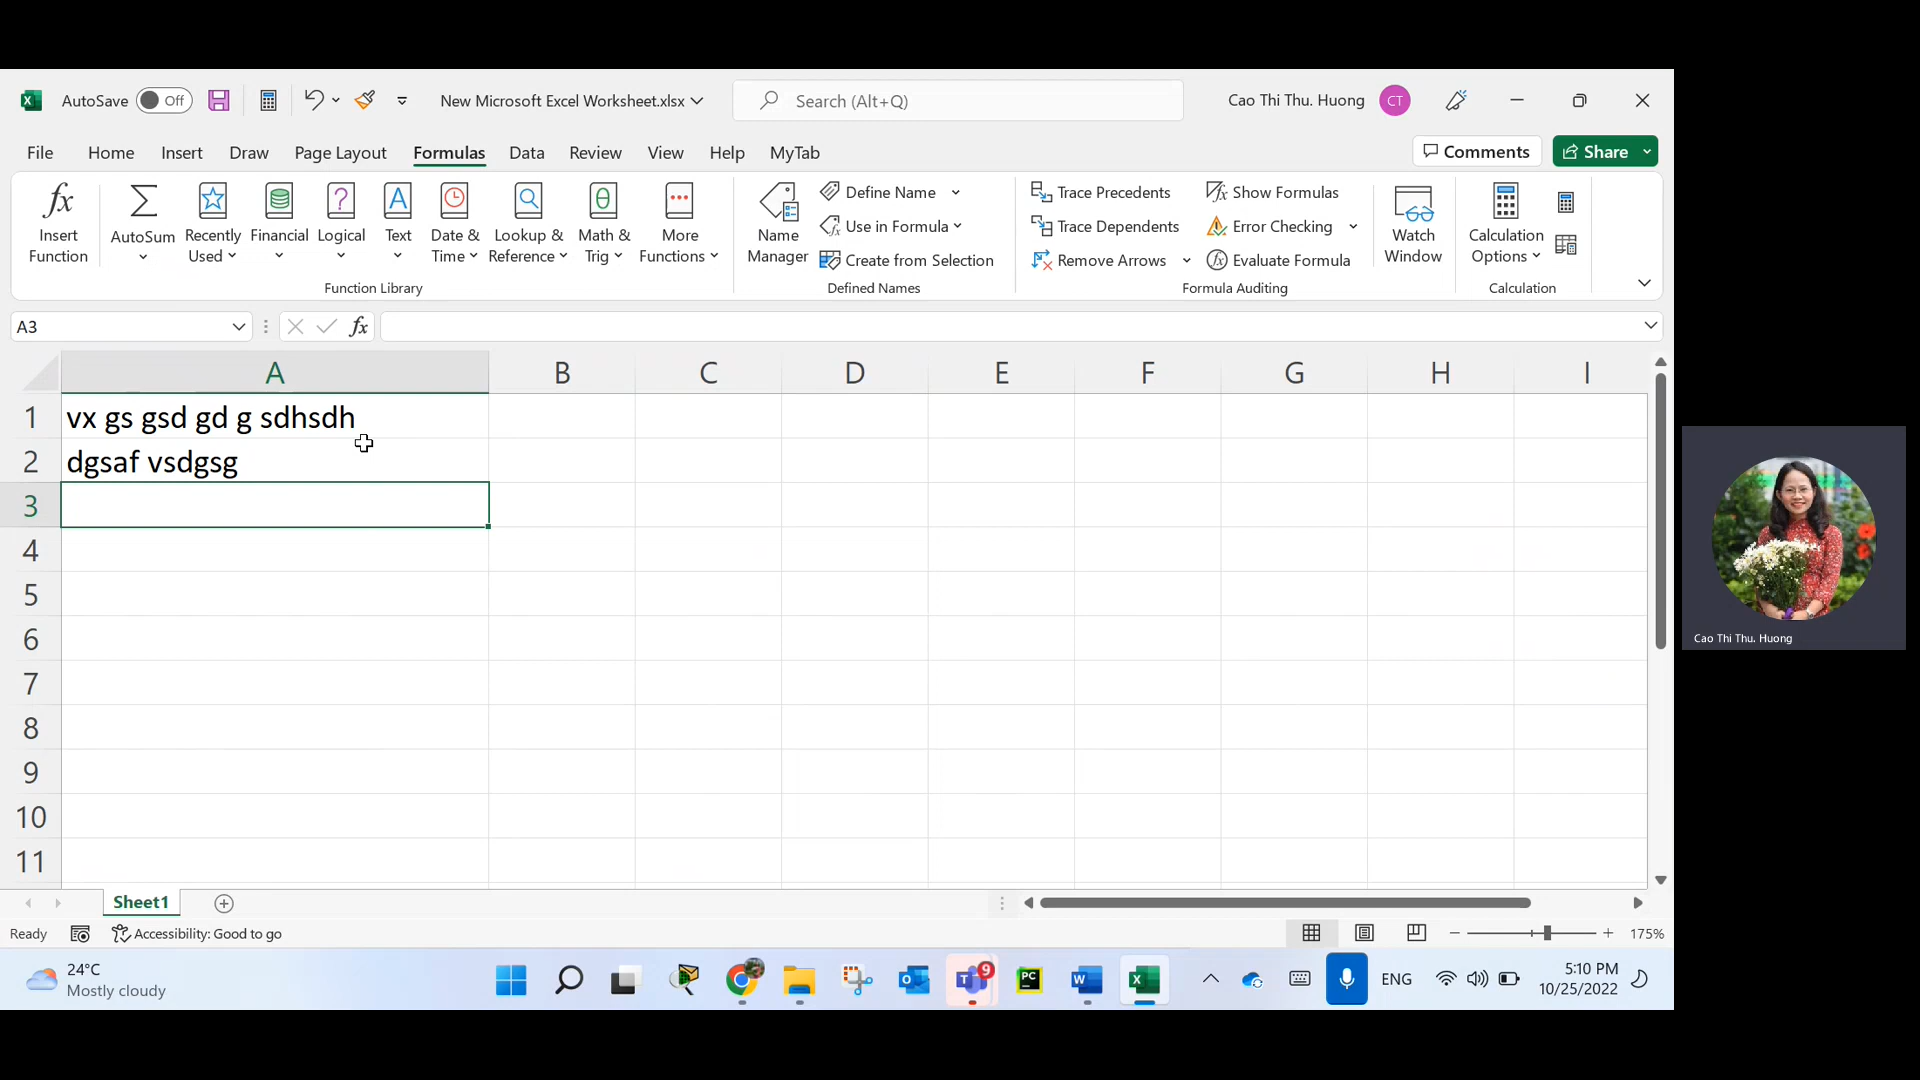 AutoSave Off New Microsoft Excel Worksheet.xlsx Search (Alt+Q) Cao Thi Thu. Huong CT
File Home Insert Draw Page Layout Formulas Data Review View Help MyTab Comments Share
Insert Function
AutoSum
Recently Used
Financial
Logical
Text
Date & Time
Lookup & Reference
Math & Trig
More Functions
Function Library
Name Manager
Define Name
Use in Formula
Create from Selection
Defined Names
Trace Precedents
Trace Dependents
Remove Arrows
Show Formulas
Error Checking
Evaluate Formula
Formula Auditing
Watch Window
Calculation Options
Calculation
A3 fx
A B C D E F G H I
1 vx gs gsd gd g sdhsdh
2 dgsaf vsdgsg
3
4
5
6
7
8
9
10
11
Cao Thi Thu. Huong
Sheet1
Ready Accessibility: Good to go 175%
24°C
Mostly cloudy
9
PC
ENG
5:10 PM
10/25/2022